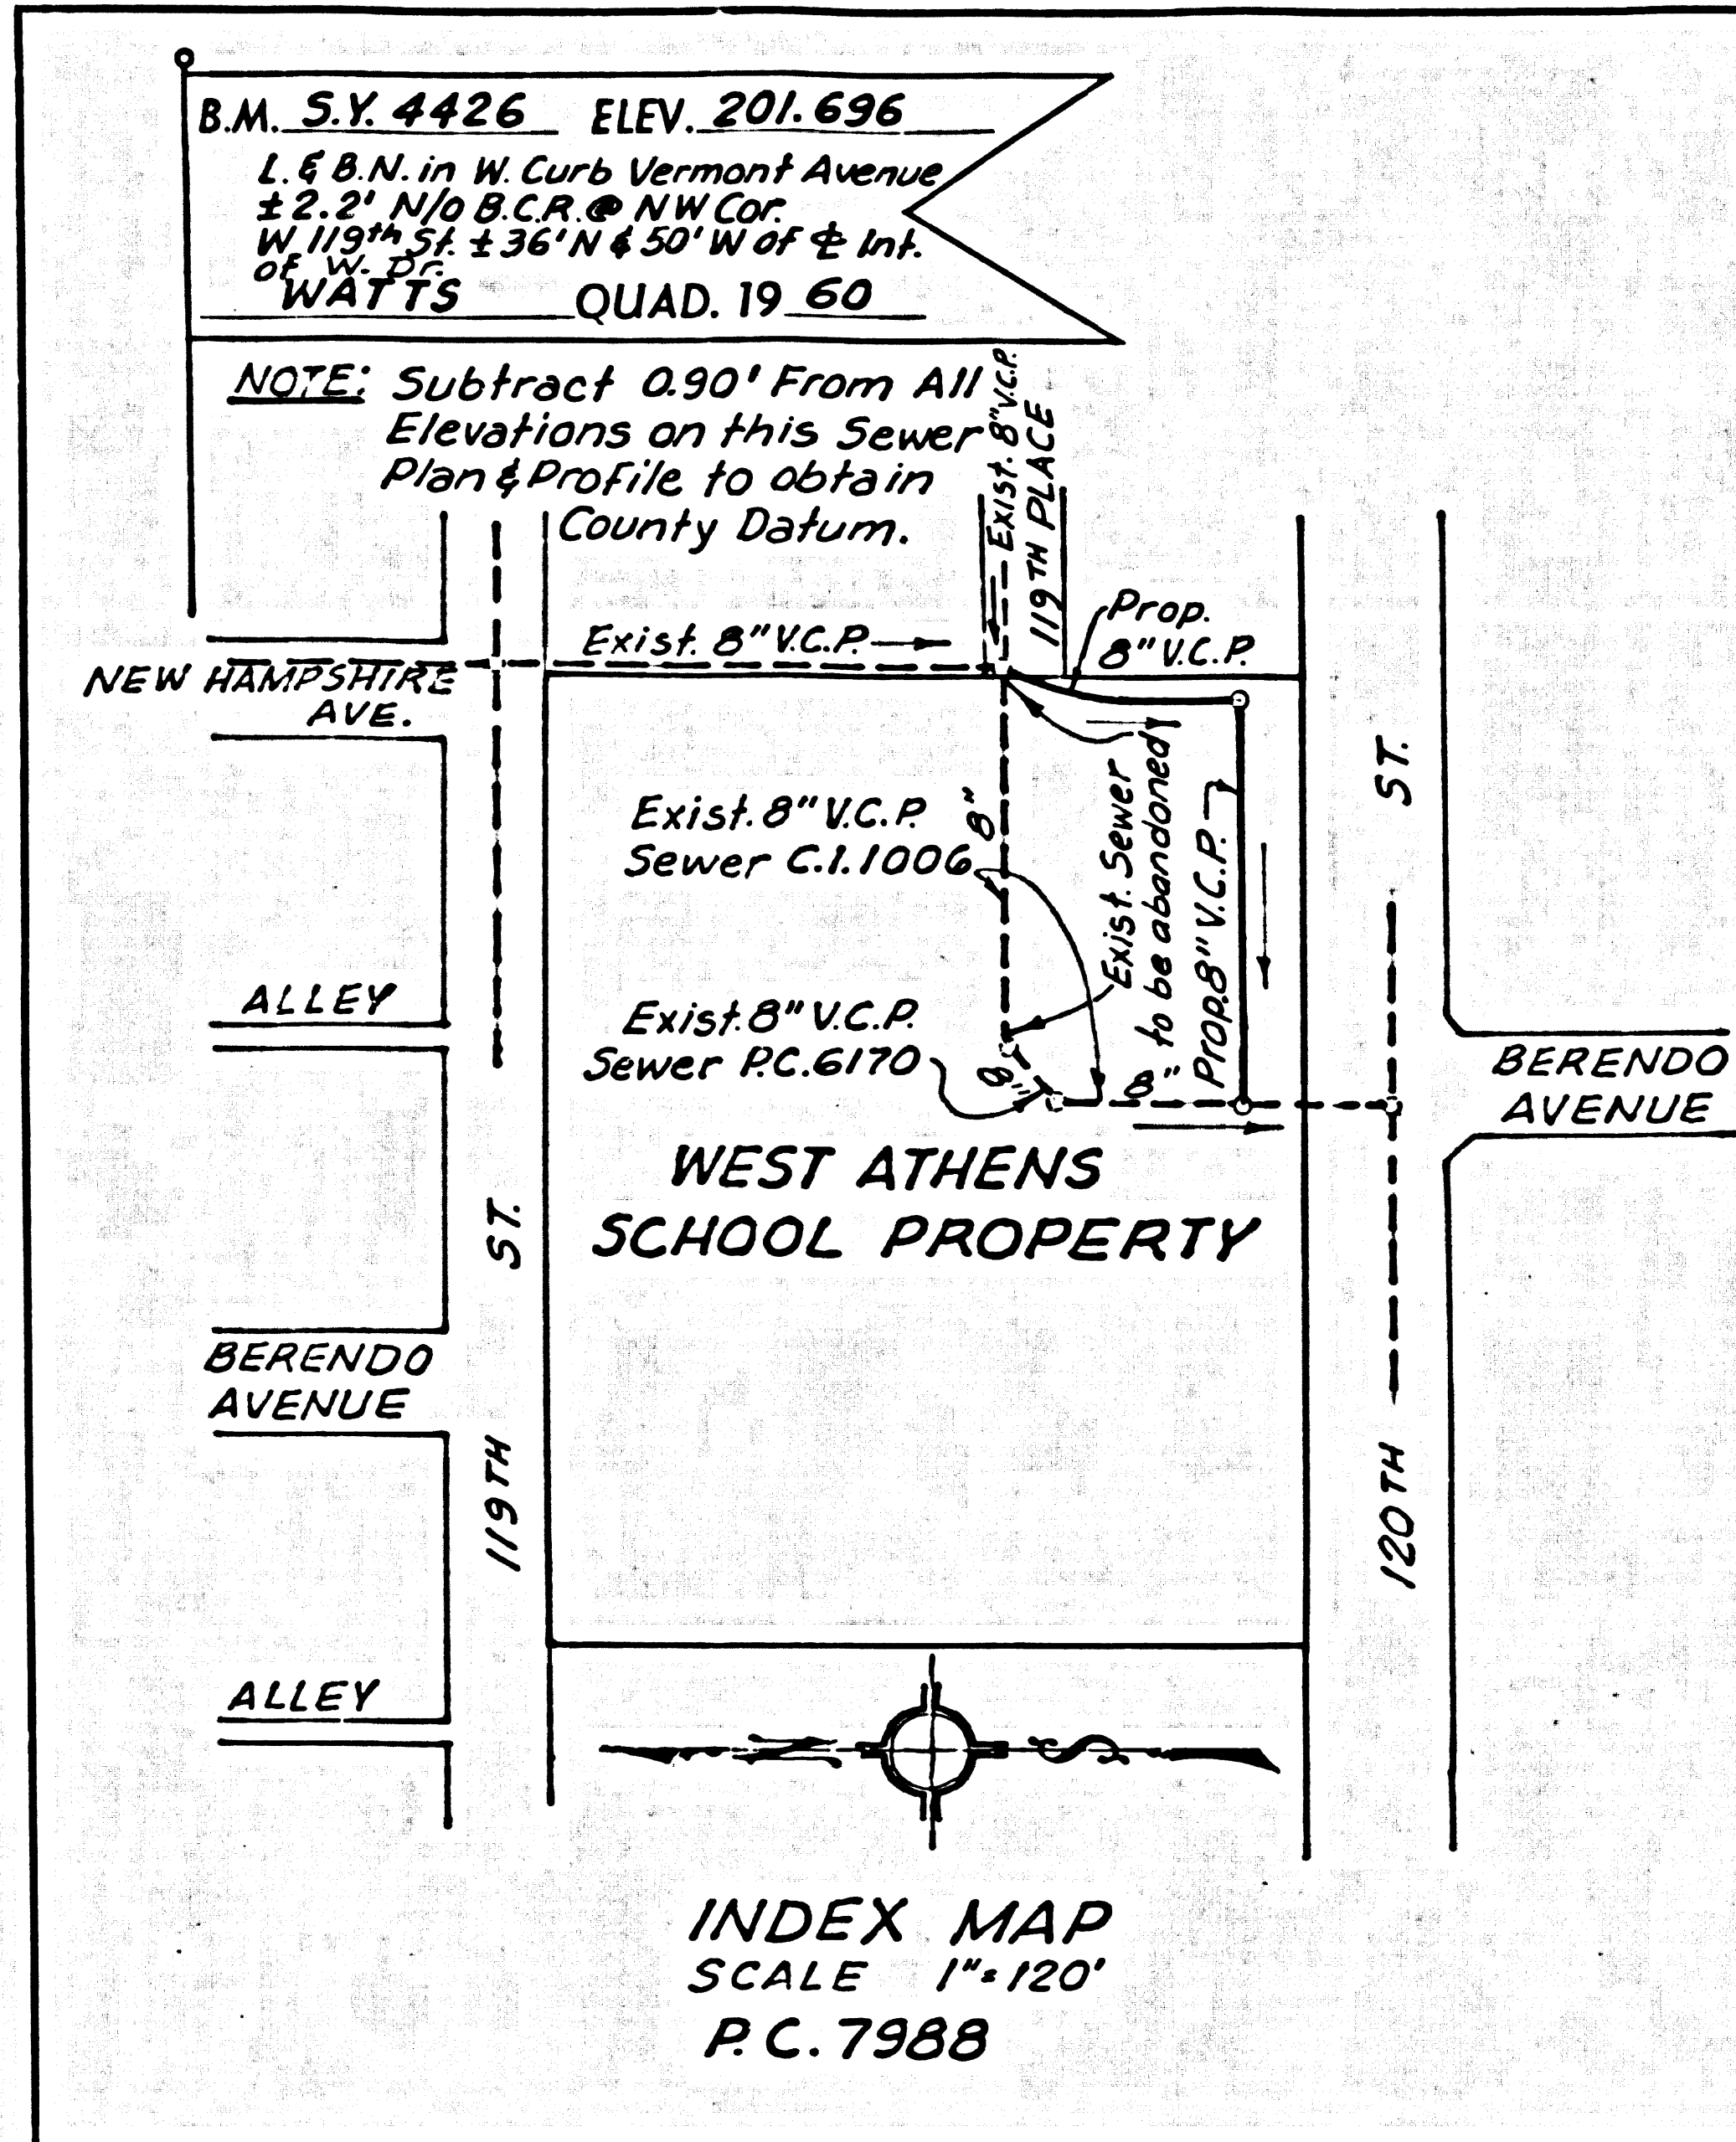 B.M. S.Y. 4426 ELEV. 201.696
L. & B.N. in W. Curb Vermont Avenue
±2.2' N/O B.C.R. @ NW Cor.
W 119th St. ±36' N & 50' W OF ℄ Int.
OF W. Dr.
WATTS QUAD. 19 60
NOTE: Subtract 0.90' From All
Elevations on this Sewer
Plan & Profile to obtain
County Datum.
Exist. 8" V.C.P.
119TH PLACE
Prop.
8" V.C.P.
Exist. 8" V.C.P.
NEW HAMPSHIRE
AVE.
Exist. 8" V.C.P.
Sewer C.I. 1006
8"
Exist. Sewer
to be abandoned
Prop. 8" V.C.P.
ST.
ALLEY
Exist. 8" V.C.P.
Sewer P.C. 6170
8"
8"
BERENDO
AVENUE
WEST ATHENS
SCHOOL PROPERTY
119TH ST.
BERENDO
AVENUE
120TH
ALLEY
N S
INDEX MAP
SCALE 1"=120'
P.C. 7988